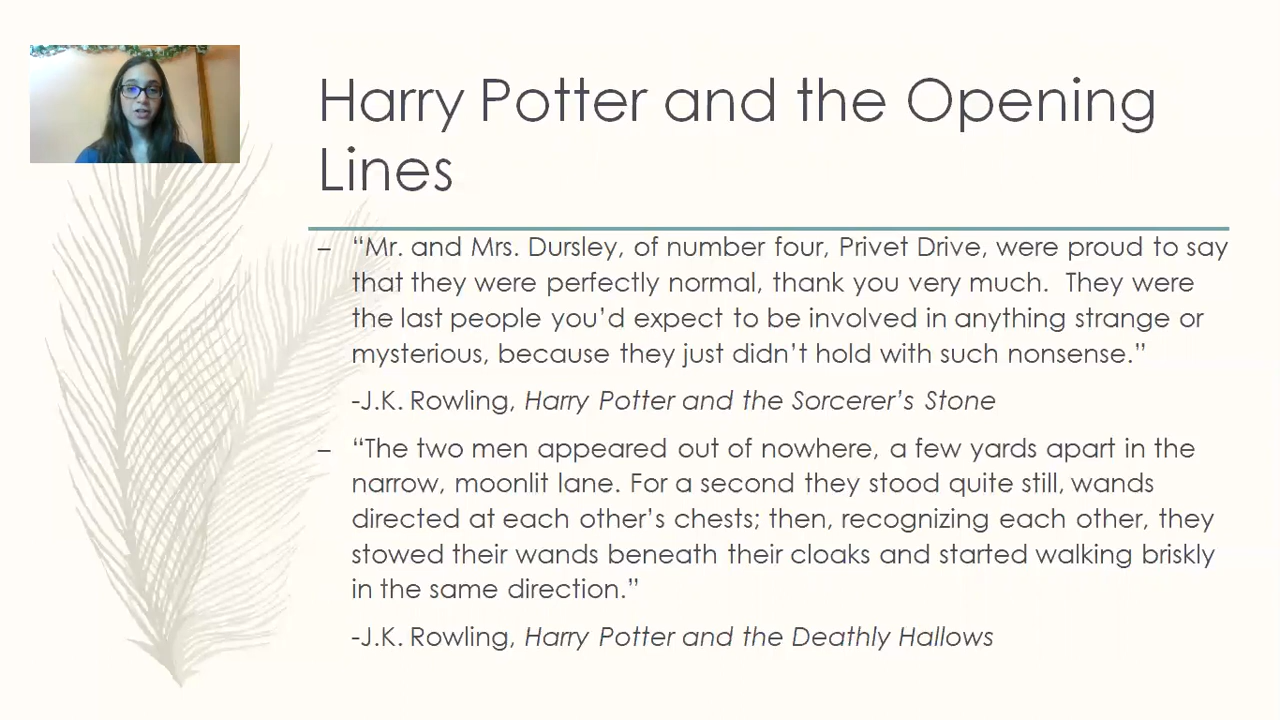 Harry Potter and the Opening
Lines
– “Mr. and Mrs. Dursley, of number four, Privet Drive, were proud to say
that they were perfectly normal, thank you very much.  They were
the last people you’d expect to be involved in anything strange or
mysterious, because they just didn’t hold with such nonsense.”
-J.K. Rowling, Harry Potter and the Sorcerer’s Stone
– “The two men appeared out of nowhere, a few yards apart in the
narrow, moonlit lane. For a second they stood quite still, wands
directed at each other’s chests; then, recognizing each other, they
stowed their wands beneath their cloaks and started walking briskly
in the same direction.”
-J.K. Rowling, Harry Potter and the Deathly Hallows